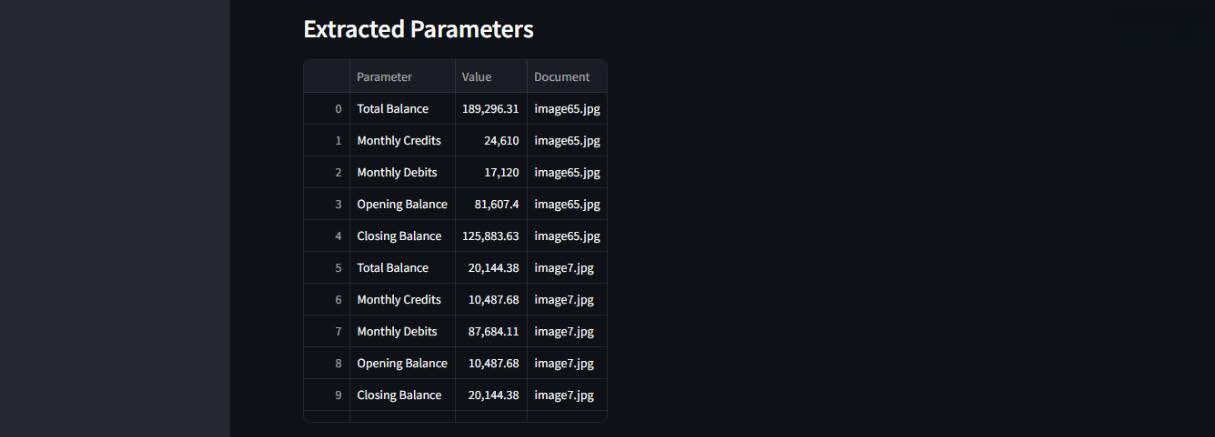 Extracted Parameters
Parameter Value Document
0 Total Balance 189,296.31 image65.jpg
1 Monthly Credits 24,610 image65.jpg
2 Monthly Debits 17,120 image65.jpg
3 Opening Balance 81,607.4 image65.jpg
4 Closing Balance 125,883.63 image65.jpg
5 Total Balance 20,144.38 image7.jpg
6 Monthly Credits 10,487.68 image7.jpg
7 Monthly Debits 87,684.11 image7.jpg
8 Opening Balance 10,487.68 image7.jpg
9 Closing Balance 20,144.38 image7.jpg